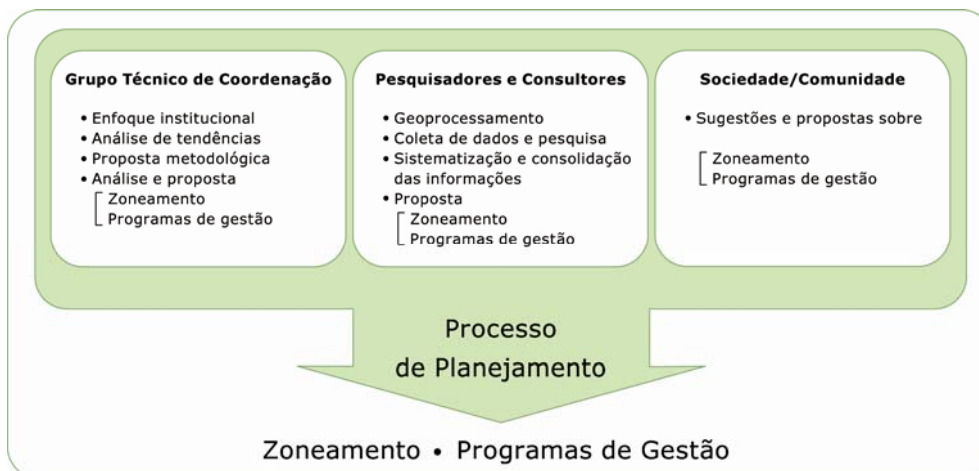 Grupo Técnico de Coordenação
• Enfoque institucional
• Análise de tendências
• Proposta metodológica
• Análise e proposta
Zoneamento
Programas de gestão
Pesquisadores e Consultores
• Geoprocessamento
• Coleta de dados e pesquisa
• Sistematização e consolidação
das informações
• Proposta
Zoneamento
Programas de gestão
Sociedade/Comunidade
• Sugestões e propostas sobre
Zoneamento
Programas de gestão
Processo
de Planejamento
Zoneamento • Programas de Gestão